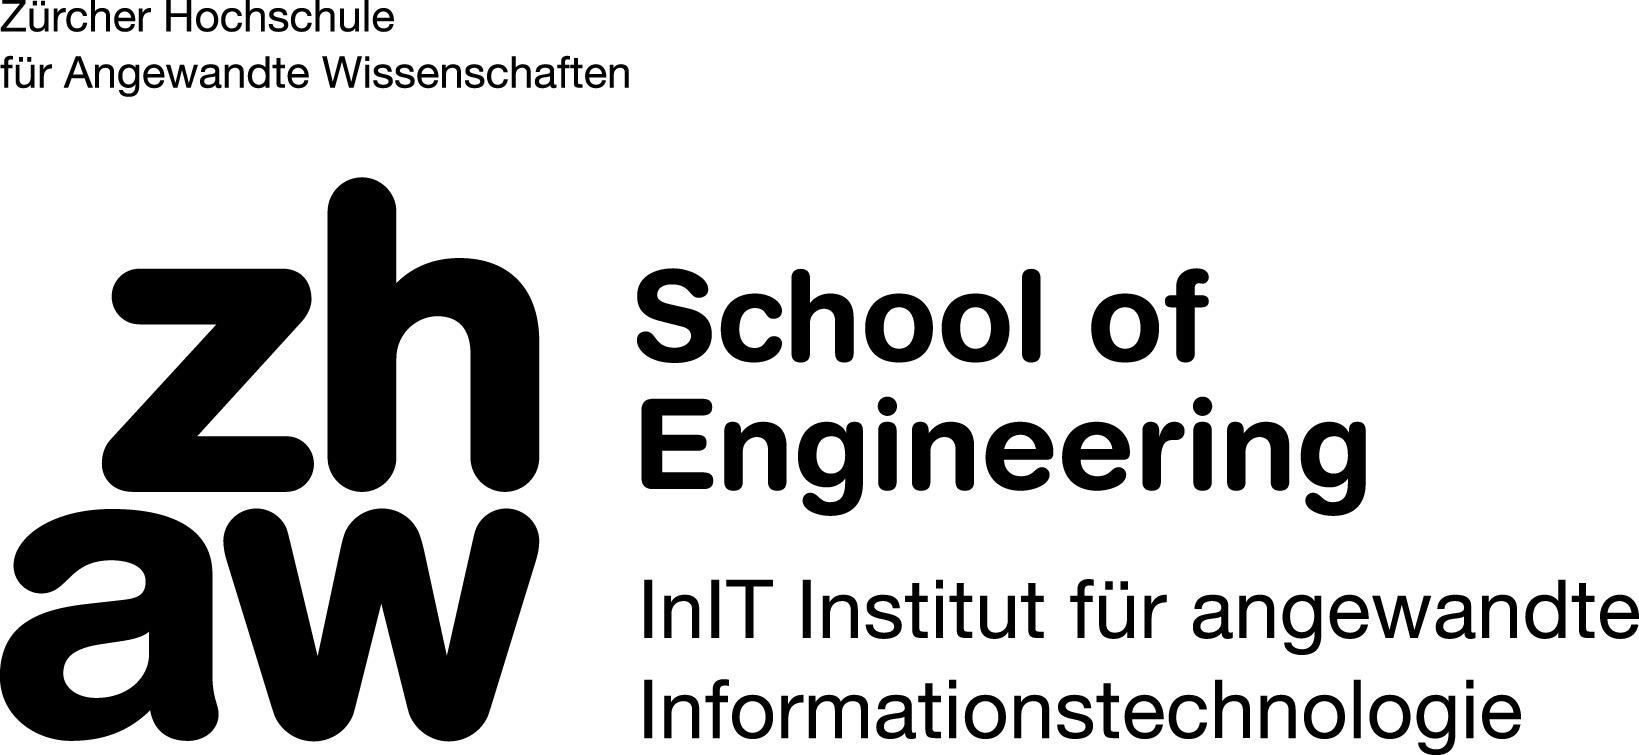 Zürcher Hochschule
für Angewandte Wissenschaften
zh
aw
School of
Engineering
InIT Institut für angewandte
Informationstechnologie